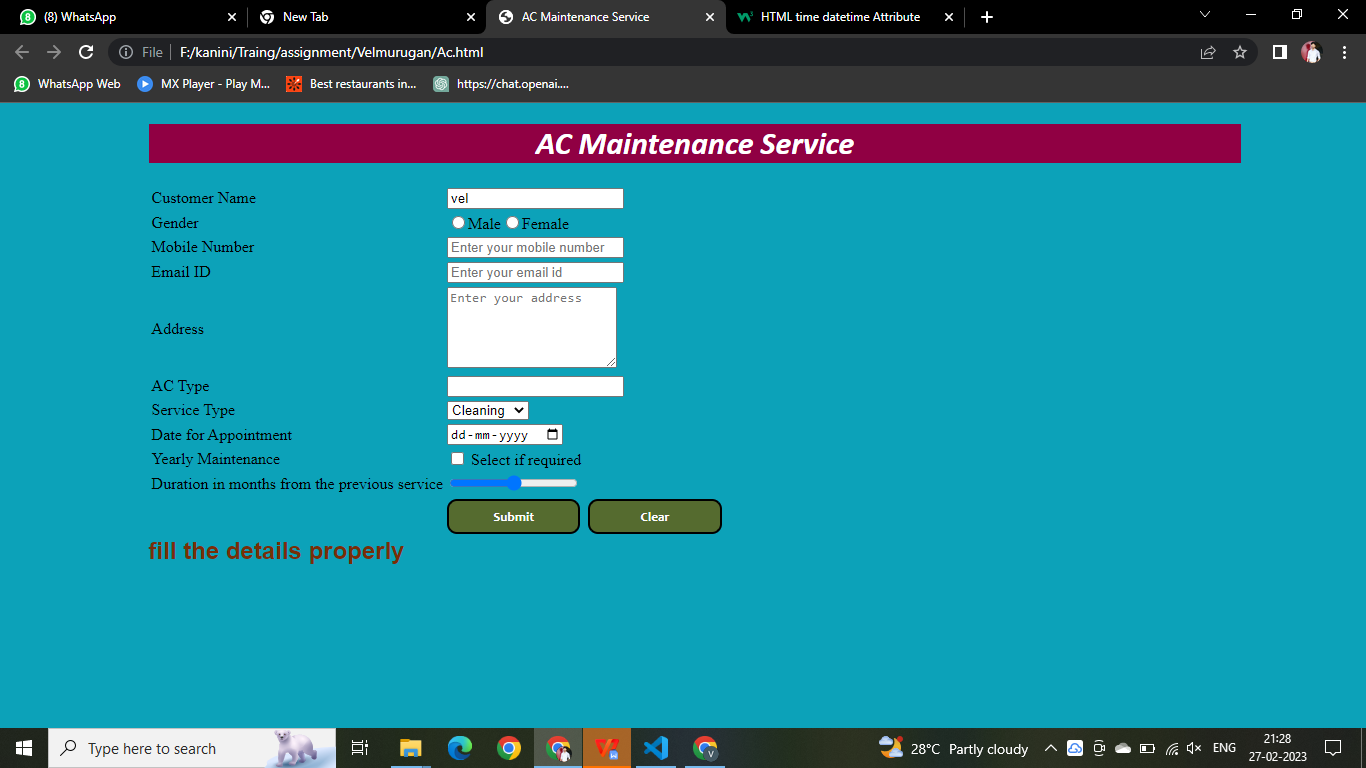 (8) WhatsApp
New Tab
AC Maintenance Service
HTML time datetime Attribute
File F:/kanini/Traing/assignment/Velmurugan/Ac.html
8 WhatsApp Web
MX Player - Play M...
Best restaurants in...
https://chat.openai....
AC Maintenance Service
Customer Name vel
Gender Male Female
Mobile Number Enter your mobile number
Email ID Enter your email id
Address Enter your address
AC Type
Service Type Cleaning
Date for Appointment dd-mm-yyyy
Yearly Maintenance Select if required
Duration in months from the previous service
Submit Clear
fill the details properly
Type here to search
28°C Partly cloudy
ENG
21:28
27-02-2023